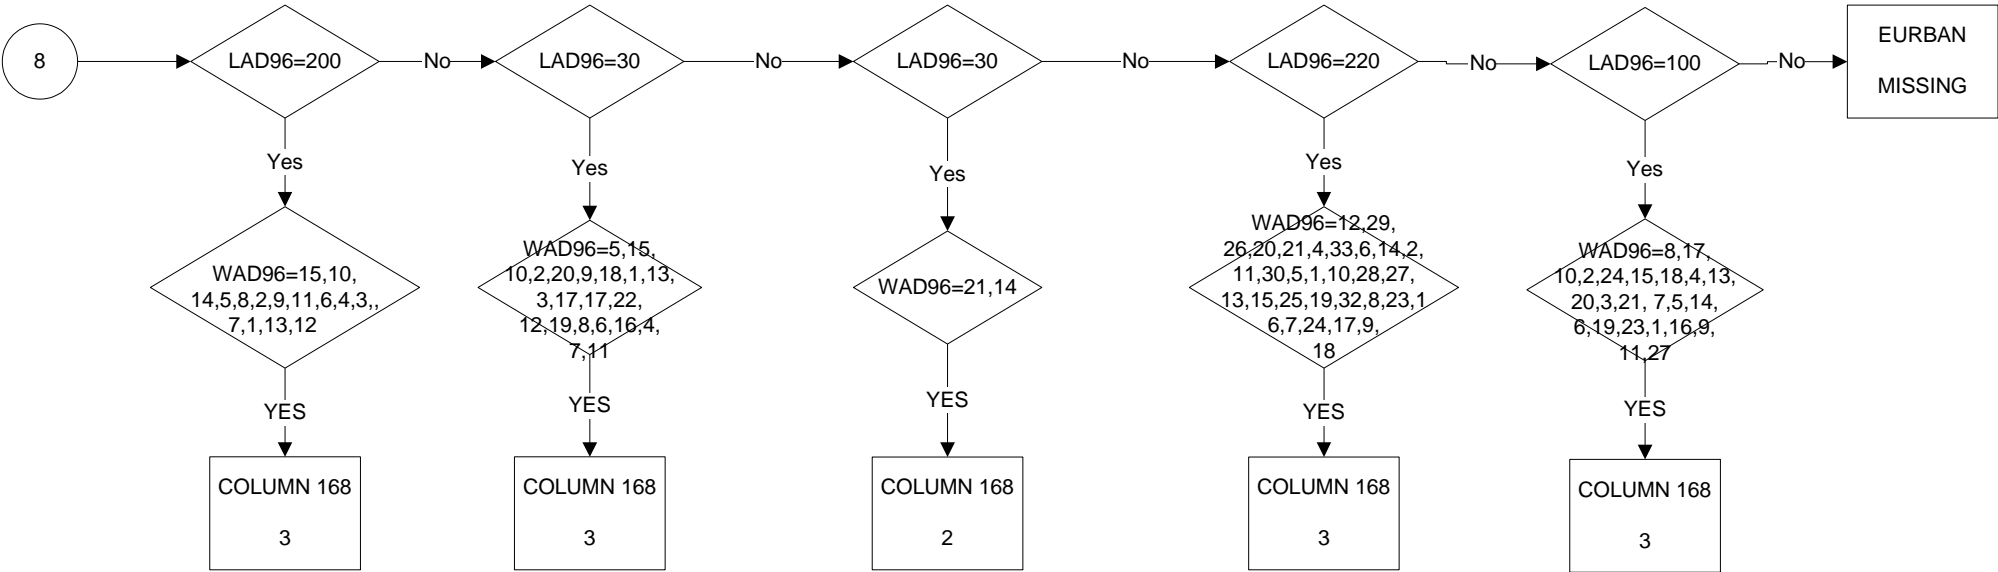 8
LAD96=200
No
LAD96=30
No
LAD96=30
No
LAD96=220
No
LAD96=100
No
EURBAN
MISSING
Yes
Yes
Yes
Yes
Yes
WAD96=15,10,
14,5,8,2,9,11,6,4,3,,
7,1,13,12
WAD96=5,15,
10,2,20,9,18,1,13,
3,17,17,22,
12,19,8,6,16,4,
7,11
WAD96=21,14
WAD96=12,29,
26,20,21,4,33,6,14,2,
11,30,5,1,10,28,27,
13,15,25,19,32,8,23,1
6,7,24,17,9,
18
WAD96=8,17,
10,2,24,15,18,4,13,
20,3,21, 7,5,14,
6,19,23,1,16,9,
11,27
YES
YES
YES
YES
YES
COLUMN 168
3
COLUMN 168
3
COLUMN 168
2
COLUMN 168
3
COLUMN 168
3